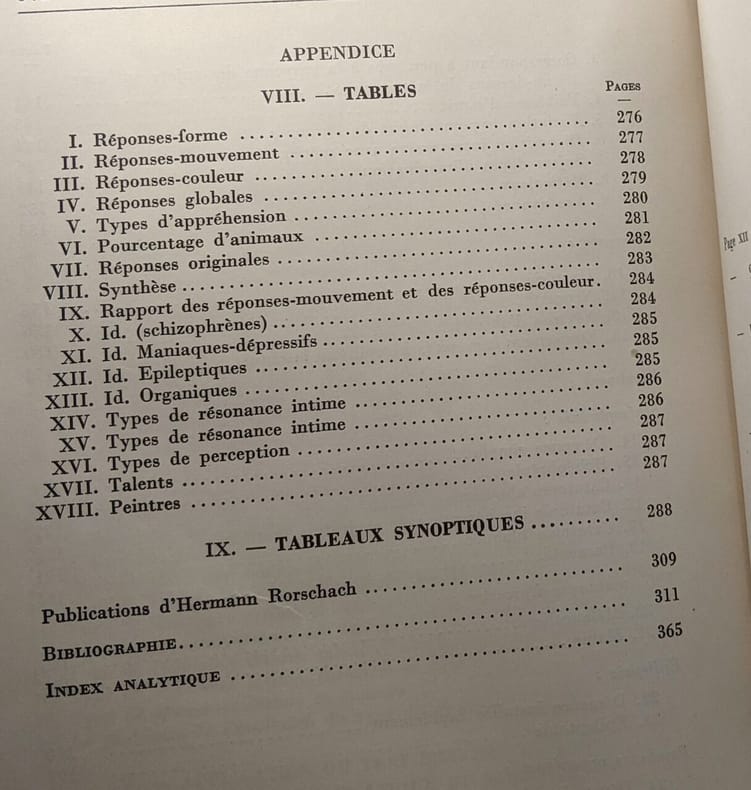 APPENDICE
VIII. — TABLES
PAGES
I. Réponses-forme .......... 276
II. Réponses-mouvement .......... 277
III. Réponses-couleur .......... 278
IV. Réponses globales .......... 279
V. Types d'appréhension .......... 280
VI. Pourcentage d'animaux .......... 281
VII. Réponses originales .......... 282
VIII. Synthèse .......... 283
IX. Rapport des réponses-mouvement et des réponses-couleur. 284
X. Id. (schizophrènes) .......... 284
XI. Id. Maniaques-dépressifs .......... 285
XII. Id. Epileptiques .......... 285
XIII. Id. Organiques .......... 285
XIV. Types de résonance intime .......... 286
XV. Types de résonance intime .......... 286
XVI. Types de perception .......... 287
XVII. Talents .......... 287
XVIII. Peintres .......... 287
IX. — TABLEAUX SYNOPTIQUES .......... 288
Publications d'Hermann Rorschach .......... 309
BIBLIOGRAPHIE .......... 311
INDEX ANALYTIQUE .......... 365
Page XII